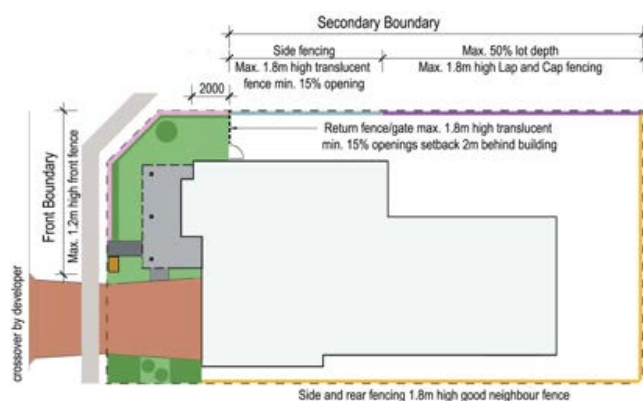 Secondary Boundary
Side fencing
Max. 50% lot depth
Max. 1.8m high translucent
fence min. 15% opening
Max. 1.8m high Lap and Cap fencing
2000
Return fence/gate max. 1.8m high translucent
min. 15% openings setback 2m behind building
Front Boundary
Max. 1.2m high front fence
crossover by developer
Side and rear fencing 1.8m high good neighbour fence